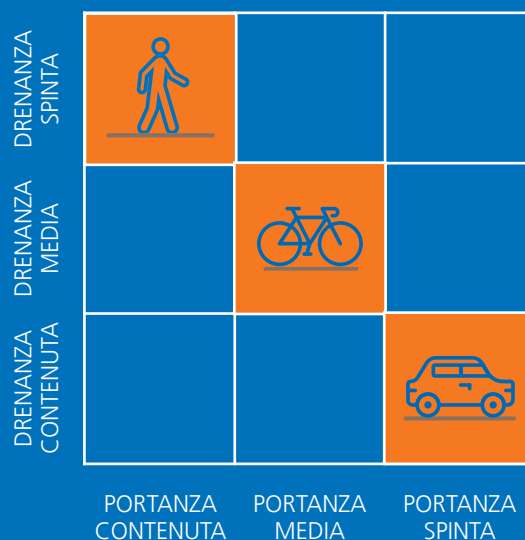 DRENANZA
SPINTA
DRENANZA
MEDIA
DRENANZA
CONTENUTA
PORTANZA
CONTENUTA
PORTANZA
MEDIA
PORTANZA
SPINTA